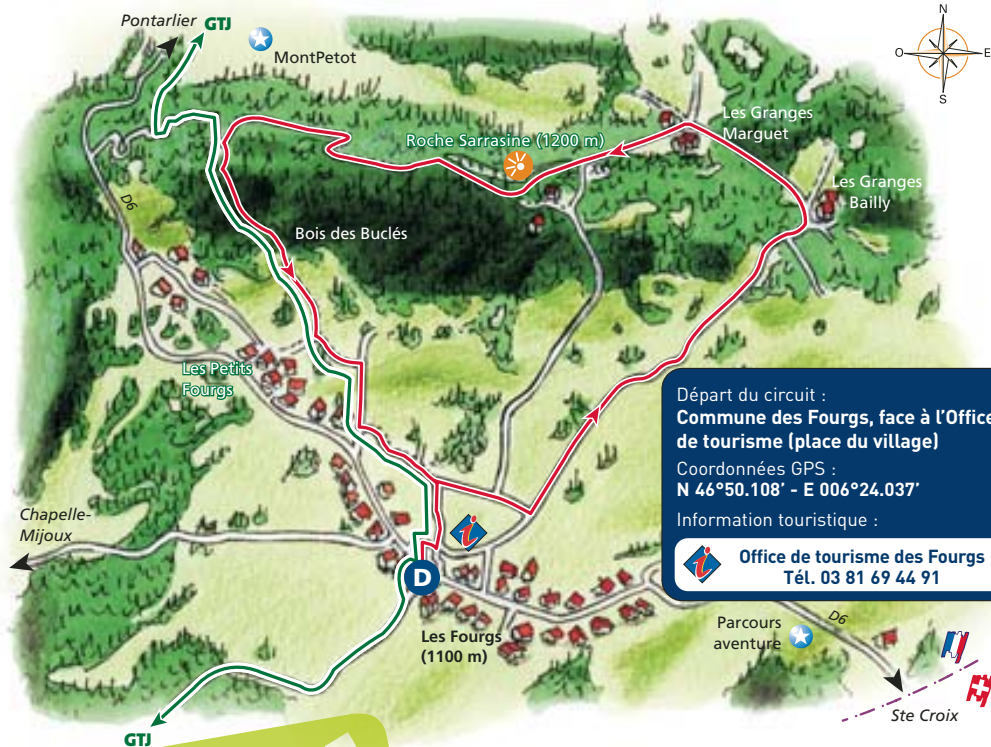 Pontarlier
GTJ
MontPetot
N
O
E
S
Les Granges
Marguet
Roche Sarrasine (1200 m)
Les Granges
Bailly
D6
Bois des Buclés
Les Petits
Fourgs
Départ du circuit :
Commune des Fourgs, face à l'Office
de tourisme (place du village)
Coordonnées GPS :
N 46°50.108' - E 006°24.037'
Information touristique :
i
Office de tourisme des Fourgs
Tél. 03 81 69 44 91
Chapelle-
Mijoux
i
D
Les Fourgs
(1100 m)
Parcours
aventure
D6
Ste Croix
GTJ